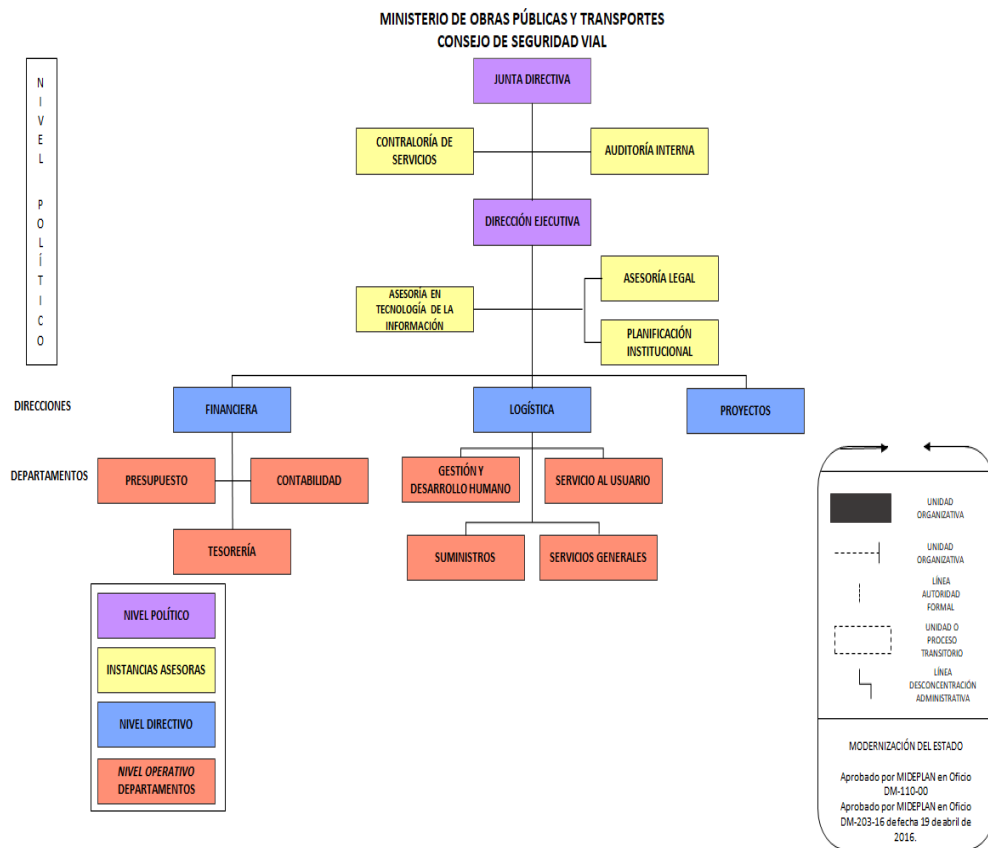 MINISTERIO DE OBRAS PÚBLICAS Y TRANSPORTES
CONSEJO DE SEGURIDAD VIAL
NIVEL POLÍTICO
JUNTA DIRECTIVA
CONTRALORÍA DE
SERVICIOS
AUDITORÍA INTERNA
DIRECCIÓN EJECUTIVA
ASESORÍA LEGAL
ASESORÍA EN
TECNOLOGÍA DE LA
INFORMACIÓN
PLANIFICACIÓN
INSTITUCIONAL
DIRECCIONES
FINANCIERA
LOGÍSTICA
PROYECTOS
DEPARTAMENTOS
PRESUPUESTO
CONTABILIDAD
GESTIÓN Y
DESARROLLO HUMANO
SERVICIO AL USUARIO
TESORERÍA
SUMINISTROS
SERVICIOS GENERALES
NIVEL POLÍTICO
INSTANCIAS ASESORAS
NIVEL DIRECTIVO
NIVEL OPERATIVO
DEPARTAMENTOS
UNIDAD
ORGANIZATIVA
UNIDAD
ORGANIZATIVA
LÍNEA
AUTORIDAD
FORMAL
UNIDAD O
PROCESO
TRANSITORIO
LÍNEA
DESCONCENTRACIÓN
ADMINISTRATIVA
MODERNIZACIÓN DEL ESTADO
Aprobado por MIDEPLAN en Oficio
DM-110-00
Aprobado por MIDEPLAN en Oficio
DM-203-16 de fecha 19 de abril de
2016.